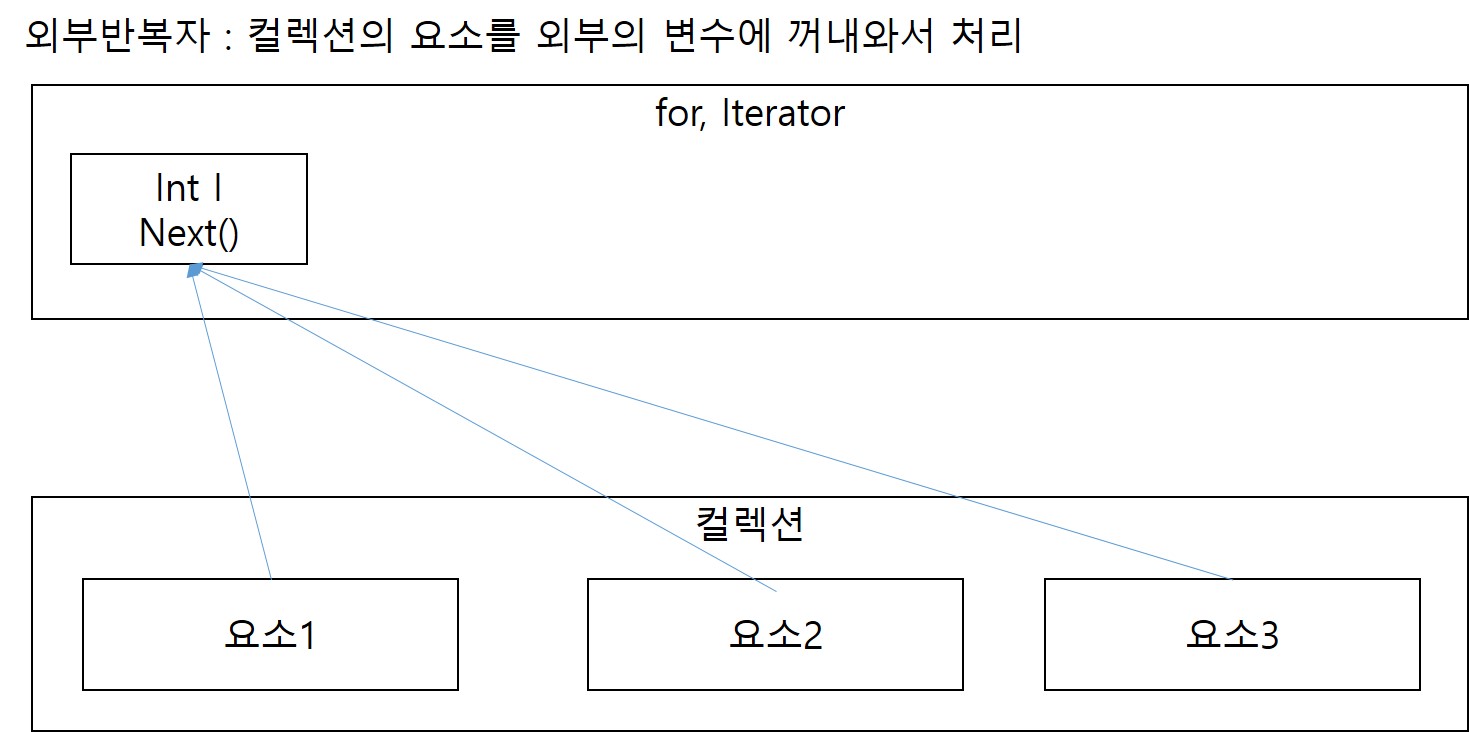 외부반복자 : 컬렉션의 요소를 외부의 변수에 꺼내와서 처리
for, Iterator
Int I
Next()
컬렉션
요소1
요소2
요소3